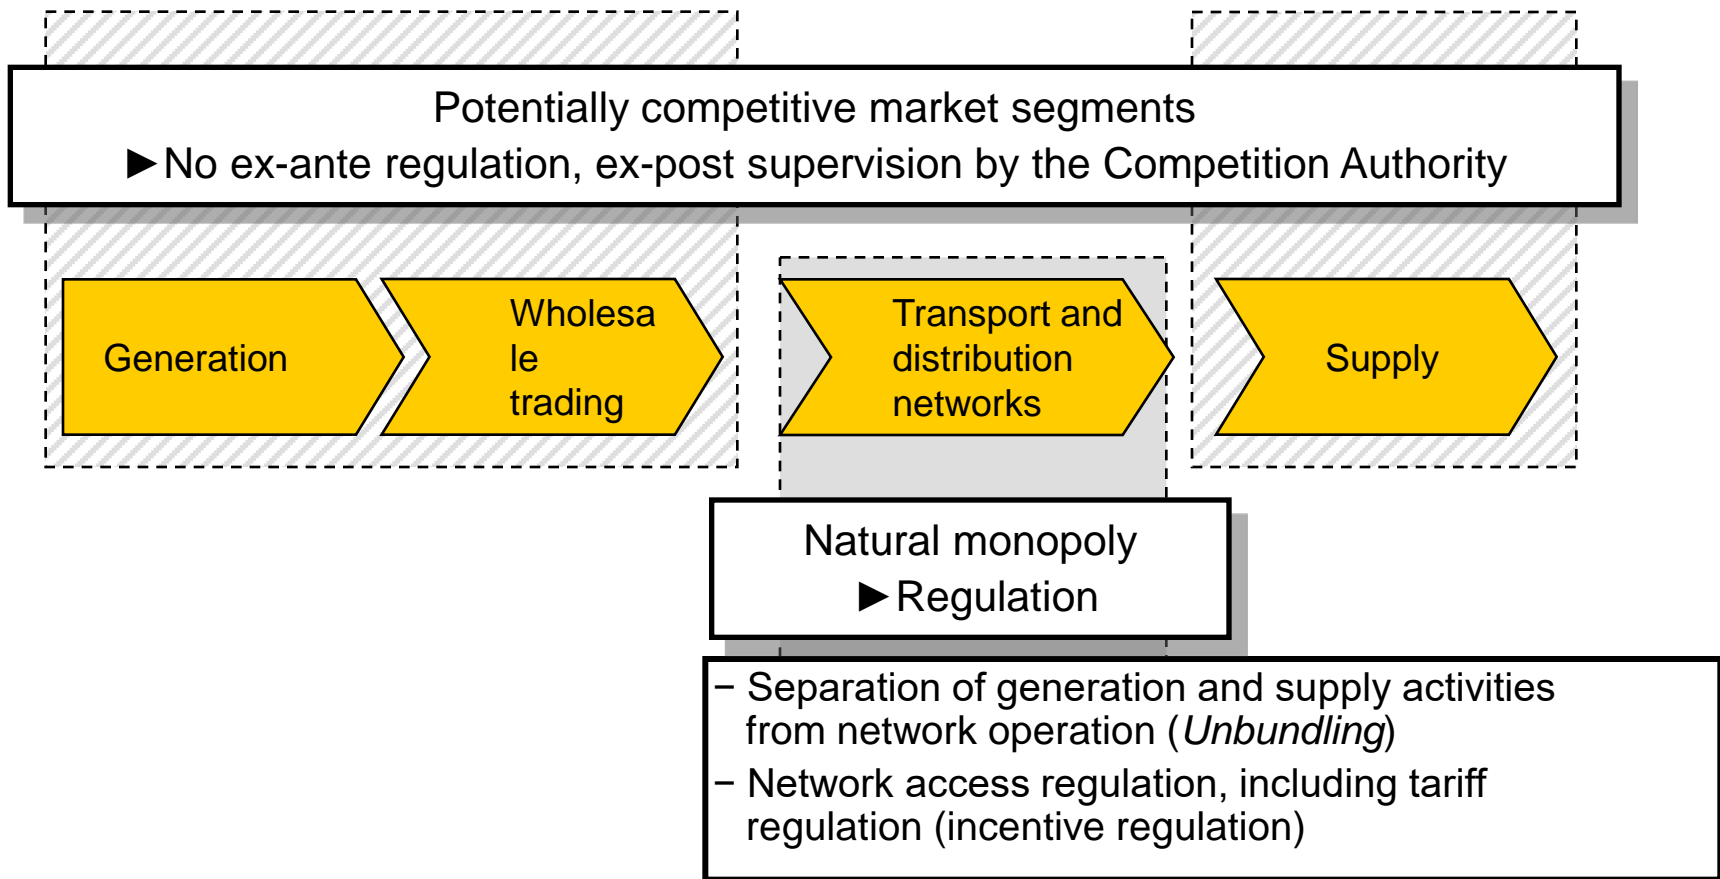 Potentially competitive market segments
►No ex-ante regulation, ex-post supervision by the Competition Authority
Generation
Wholesa
le
trading
Transport and
distribution
networks
Supply
Natural monopoly
►Regulation
− Separation of generation and supply activities
from network operation (Unbundling)
− Network access regulation, including tariff
regulation (incentive regulation)